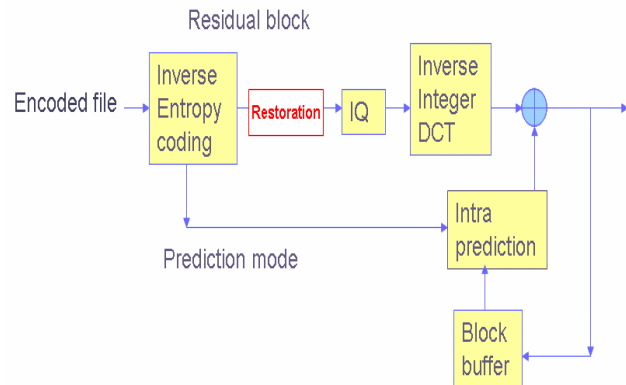 Residual block
Encoded file
Inverse
Entropy
coding
Restoration
IQ
Inverse
Integer
DCT
Intra
prediction
Prediction mode
Block
buffer